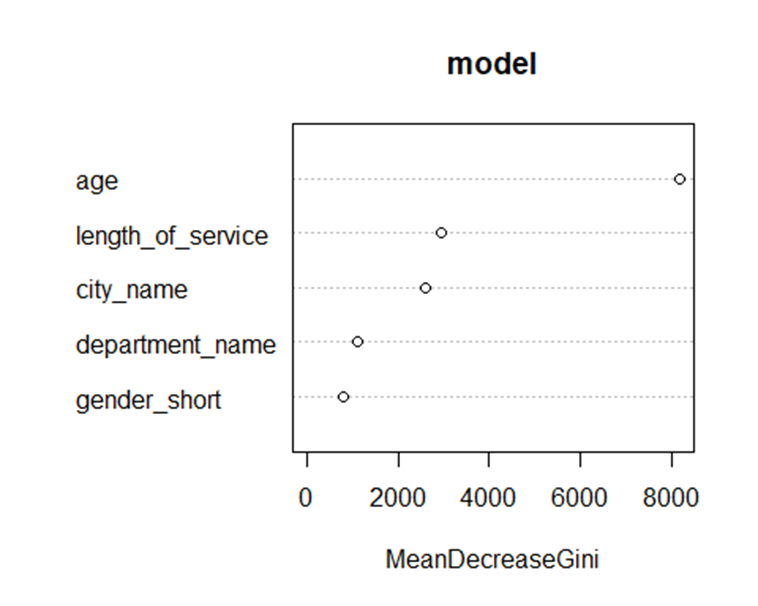 model
age
length_of_service
city_name
department_name
gender_short
0 2000 4000 6000 8000
MeanDecreaseGini